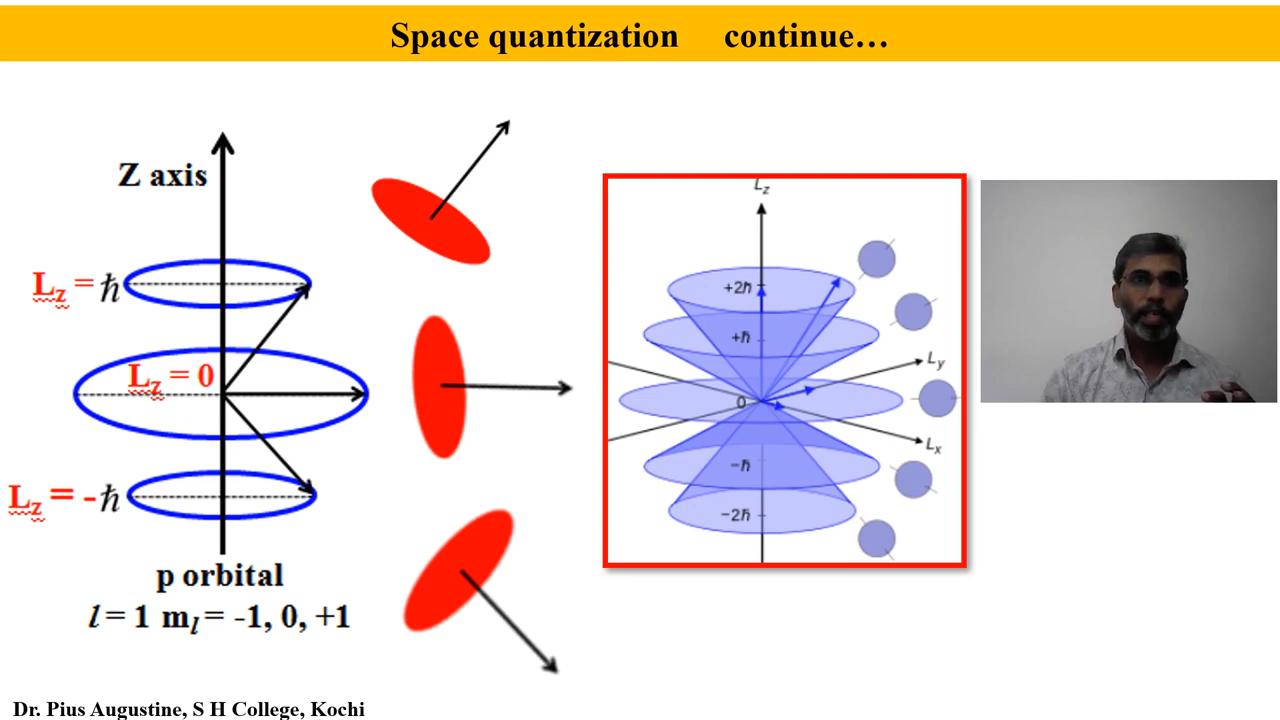 Space quantization continue…
Z axis
Lz = ℏ
Lz = 0
Lz = -ℏ
p orbital
l = 1 ml = -1, 0, +1
Lz
+2ℏ
+ℏ
Ly
0
Lx
−ℏ
−2ℏ
Dr. Pius Augustine, S H College, Kochi